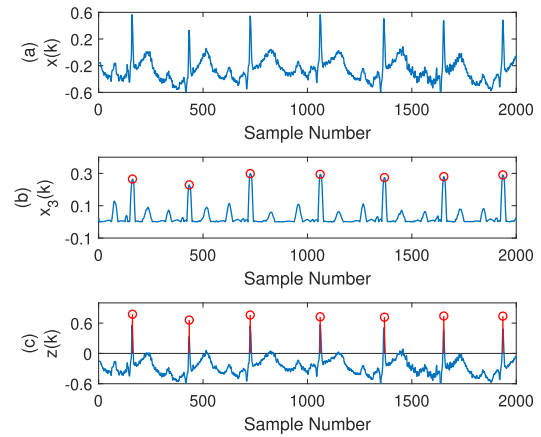 (a)
x(k)
0.6
0.2
-0.2
-0.6
0 500 1000 1500 2000
Sample Number
(b)
x3(k)
0.3
0.1
-0.1
0 500 1000 1500 2000
Sample Number
(c)
z(k)
0.6
0
-0.6
0 500 1000 1500 2000
Sample Number